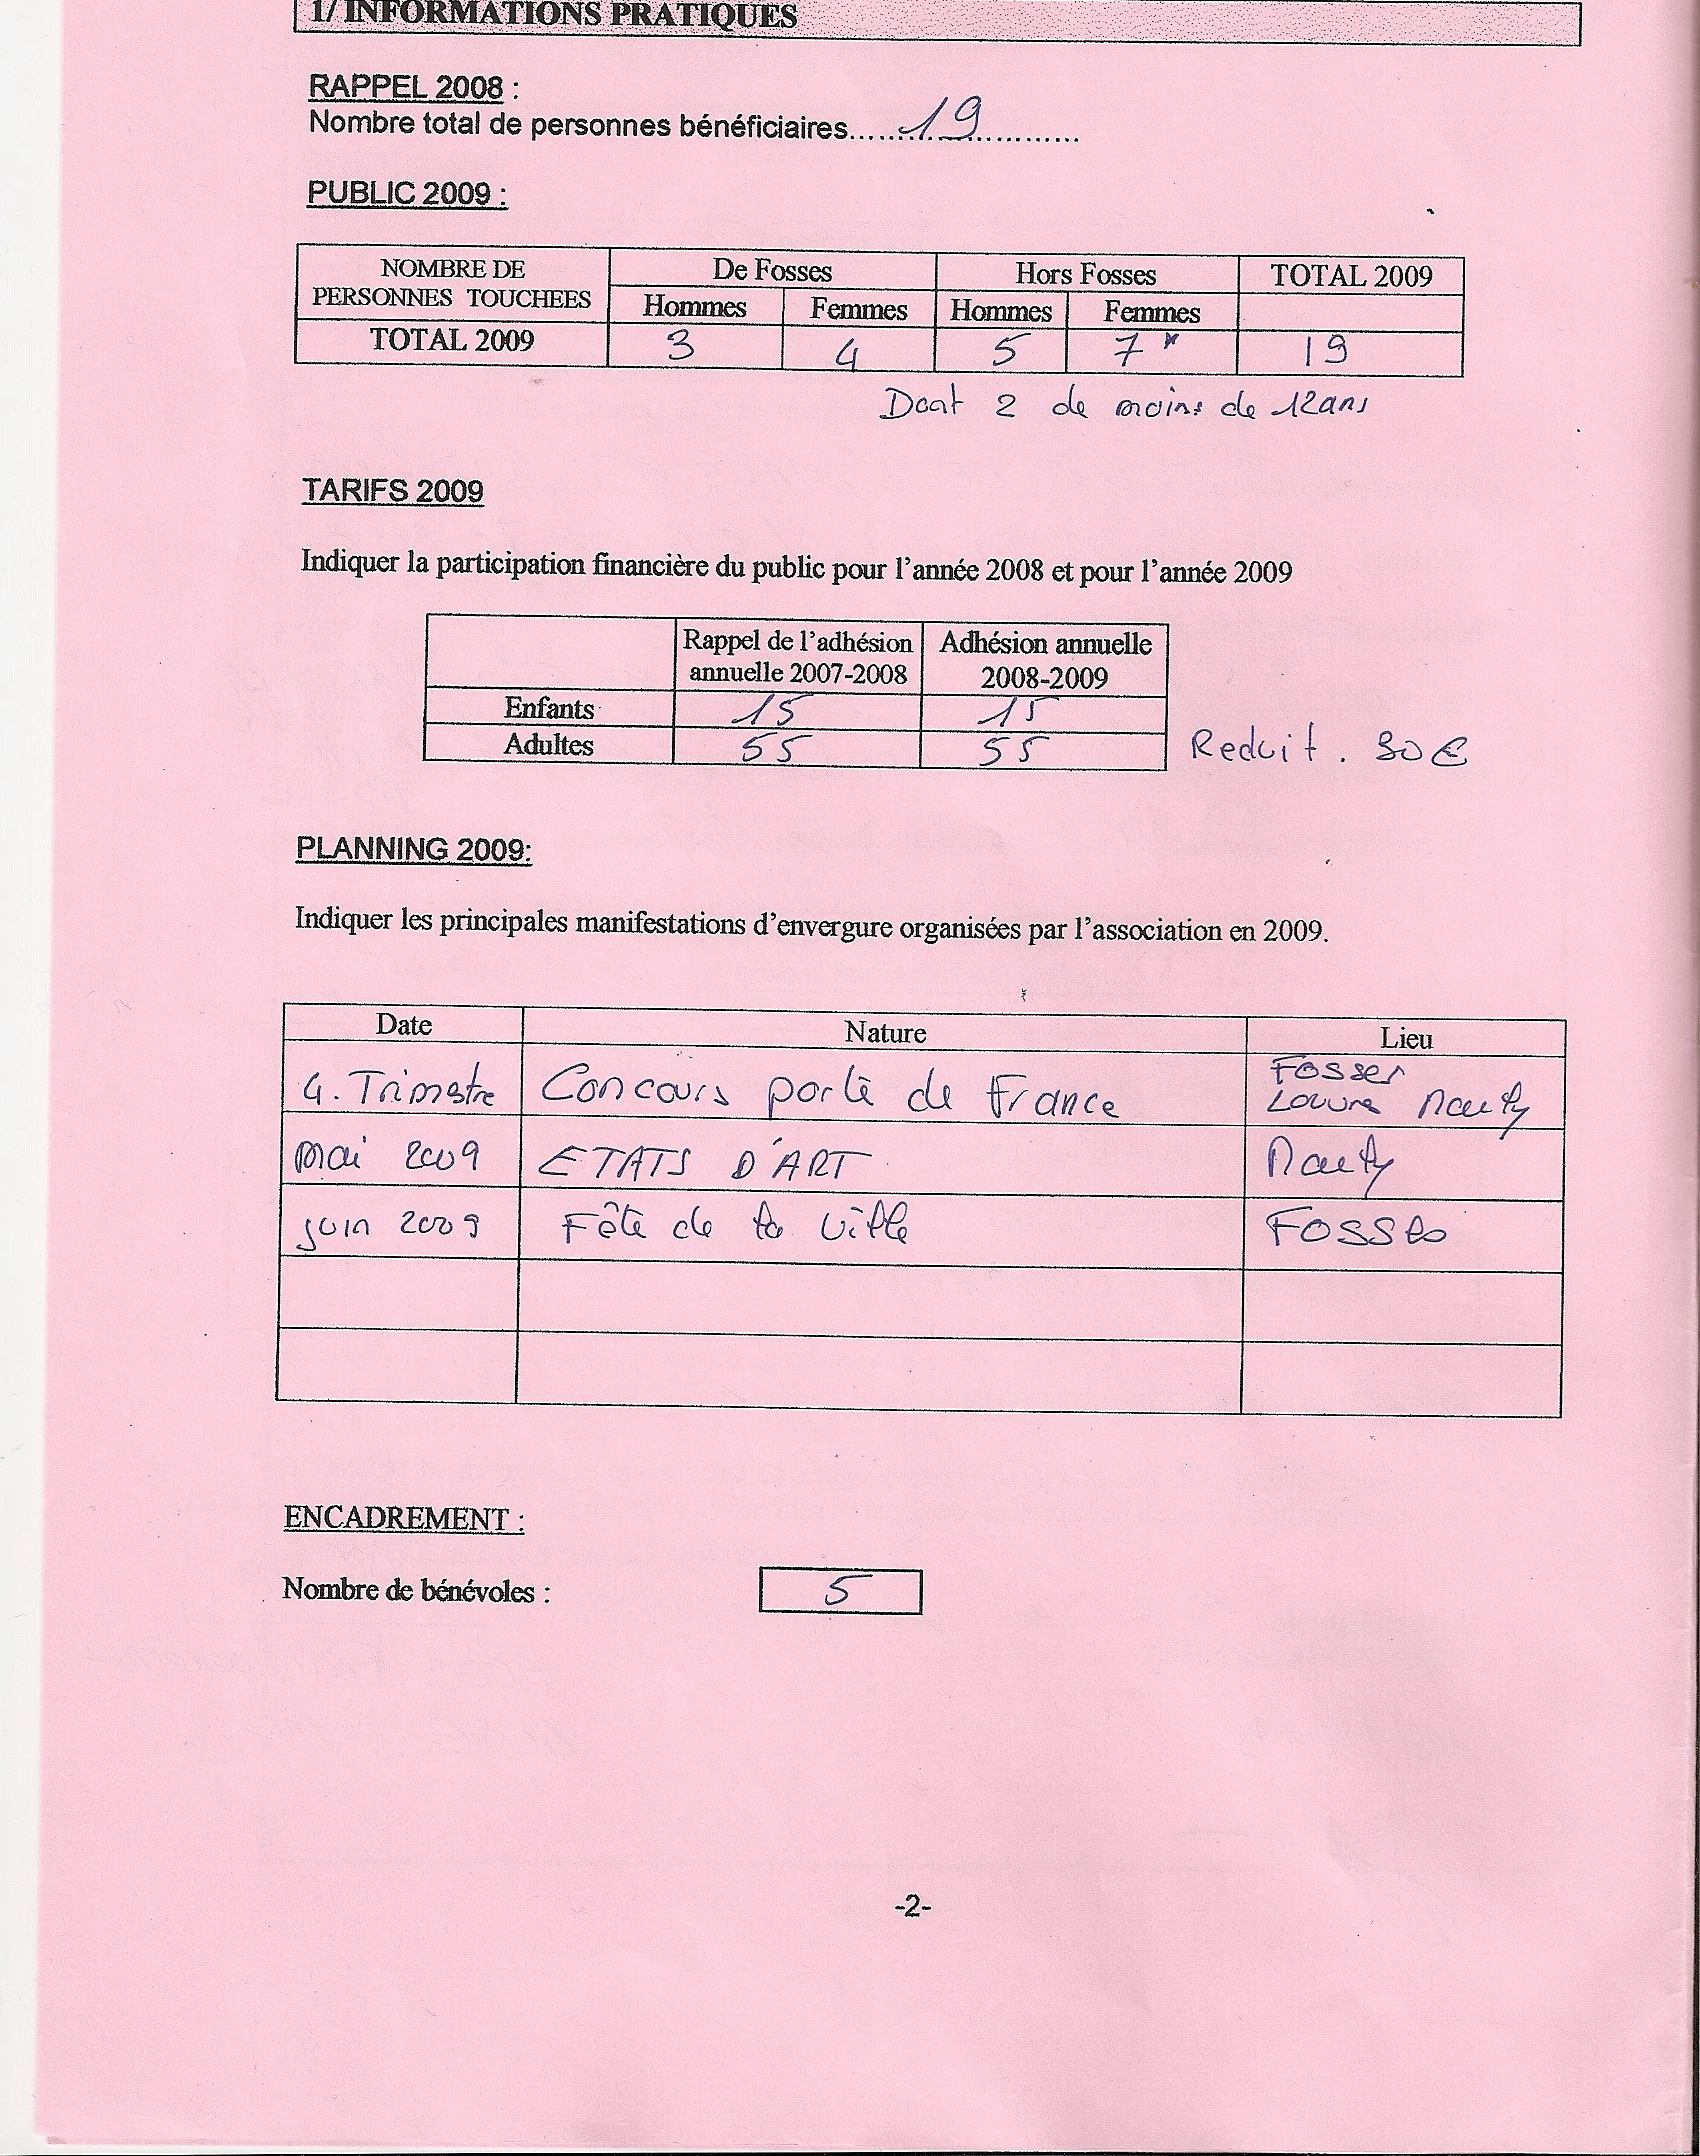 1/ INFORMATIONS PRATIQUES
RAPPEL 2008 :
Nombre total de personnes bénéficiaires............19............
PUBLIC 2009 :
NOMBRE DE PERSONNES TOUCHEES De Fosses Hors Fosses TOTAL 2009
Hommes Femmes Hommes Femmes
TOTAL 2009 3 4 5 7* 19
Dont 2 de moins de 12 ans
TARIFS 2009
Indiquer la participation financière du public pour l'année 2008 et pour l'année 2009
Rappel de l'adhésion Adhésion annuelle
annuelle 2007-2008 2008-2009
Enfants 15 15
Adultes 55 55 Reduit.
PLANNING 2009:
Indiquer les principales manifestations d'envergure organisées par l'association en 2009.
Date Nature Lieu
4. Trimestre Concours porte de France Fosses
Louvres
mai 2009 ETATS D'ART
juin 2009 Fête de la ville FOSSES
ENCADREMENT :
Nombre de bénévoles : 5
-2-